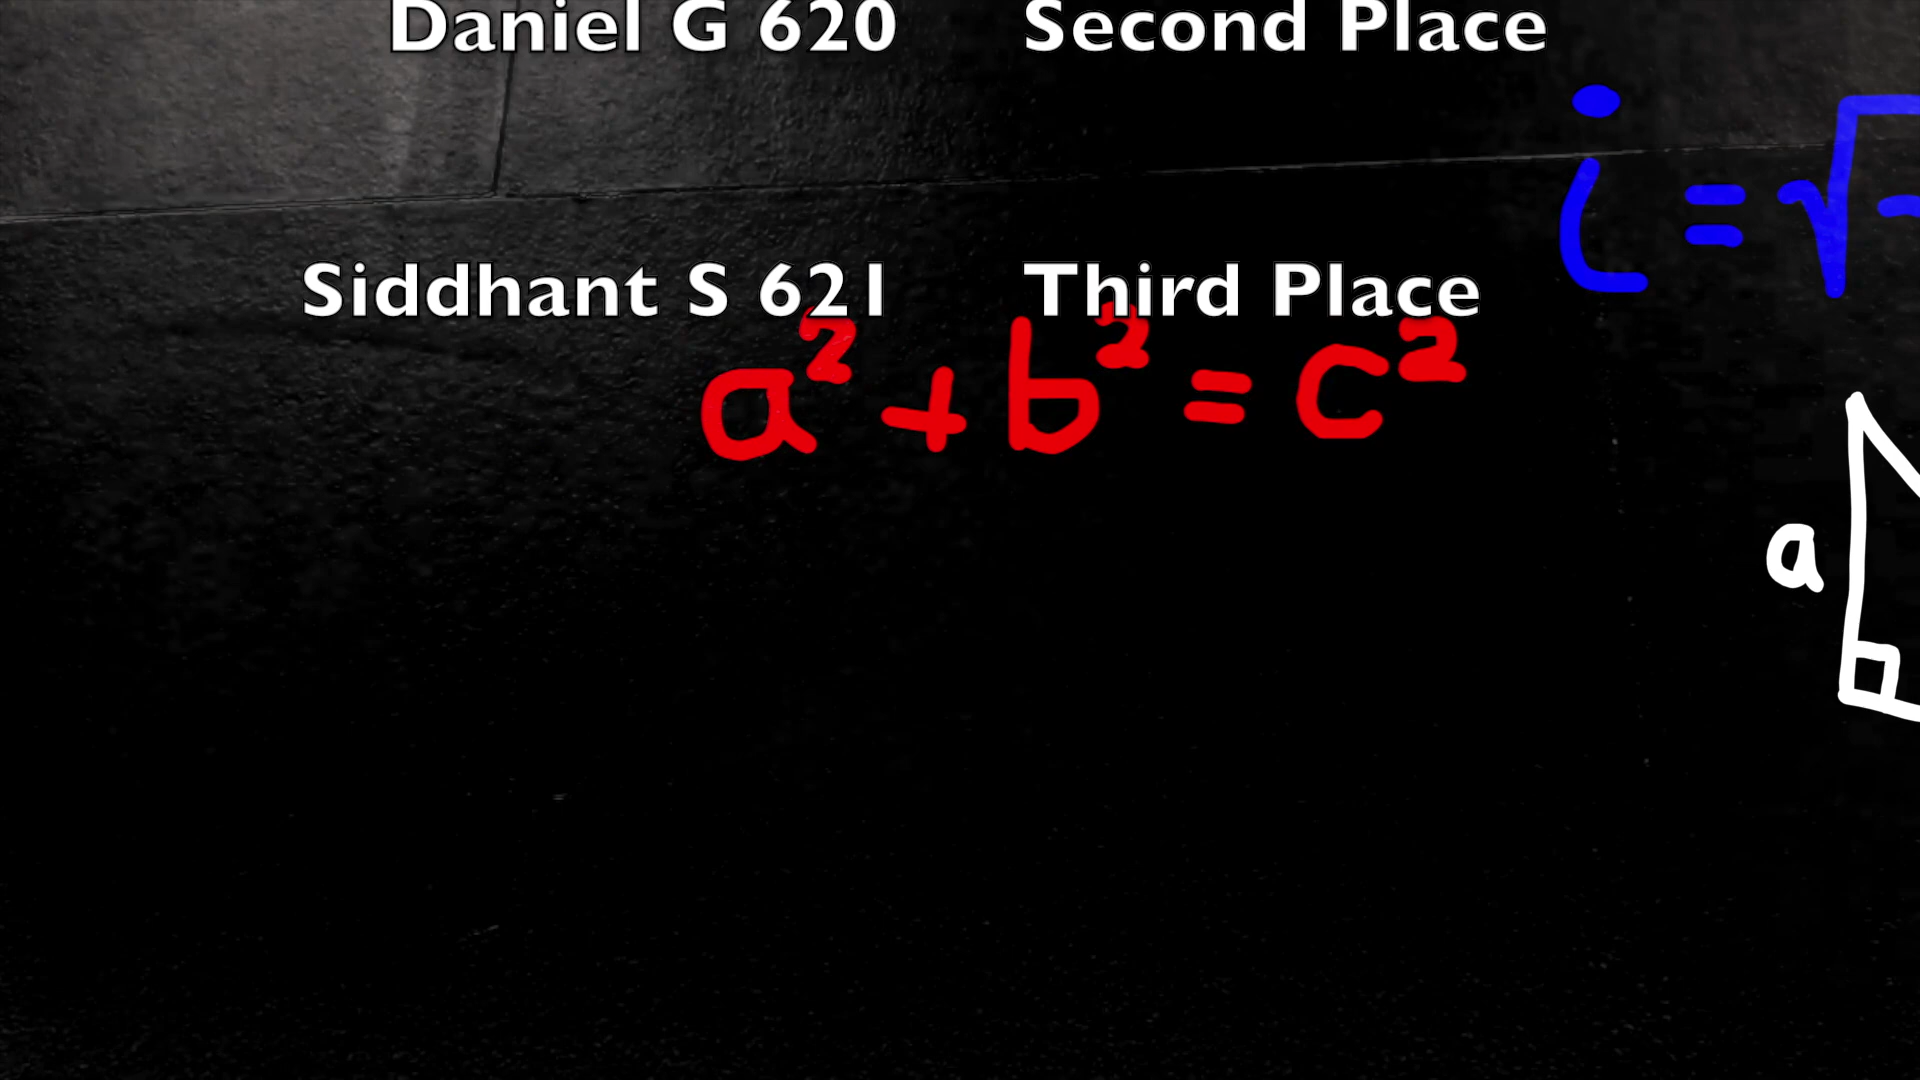 Daniel G 620 Second Place
i = √-
Siddhant S 621 Third Place
a² + b² = c²
a